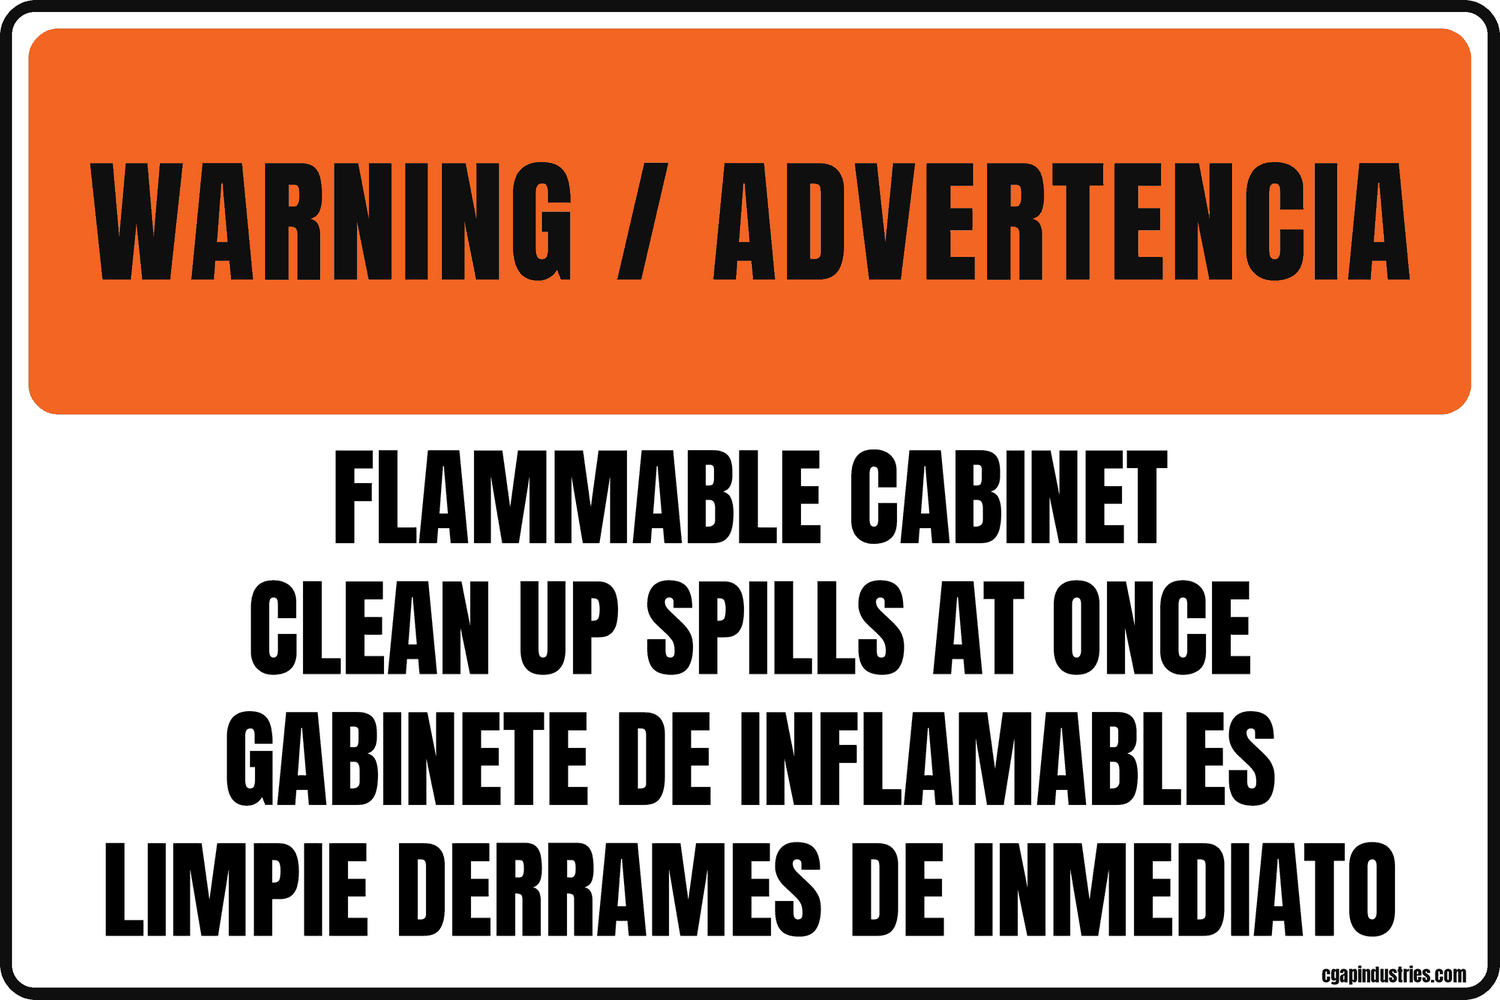 WARNING / ADVERTENCIA
FLAMMABLE CABINET
CLEAN UP SPILLS AT ONCE
GABINETE DE INFLAMABLES
LIMPIE DERRAMES DE INMEDIATO
cgapindustries.com